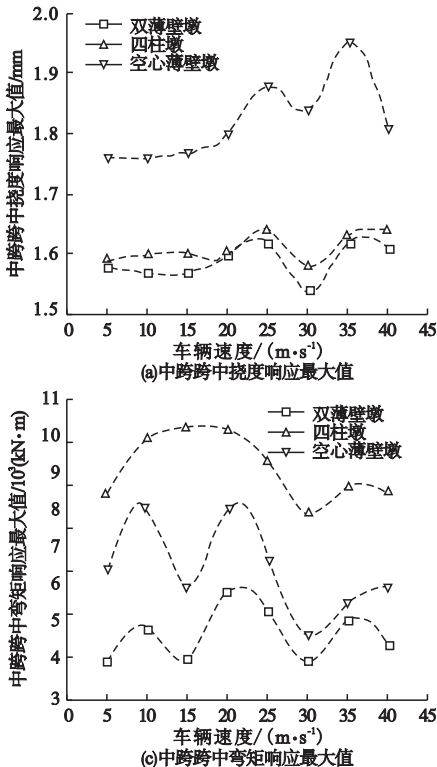 2.0
双薄壁墩
四柱墩
空心薄壁墩
1.9
1.8
1.7
1.6
1.5
中跨跨中挠度响应最大值/mm
0 5 10 15 20 25 30 35 40 45
车辆速度/(m·s⁻¹)
(a)中跨跨中挠度响应最大值
11
双薄壁墩
四柱墩
空心薄壁墩
10
9
8
7
6
5
4
3
中跨跨中弯矩响应最大值/10³(kN·m)
0 5 10 15 20 25 30 35 40 45
车辆速度/(m·s⁻¹)
(c)中跨跨中弯矩响应最大值